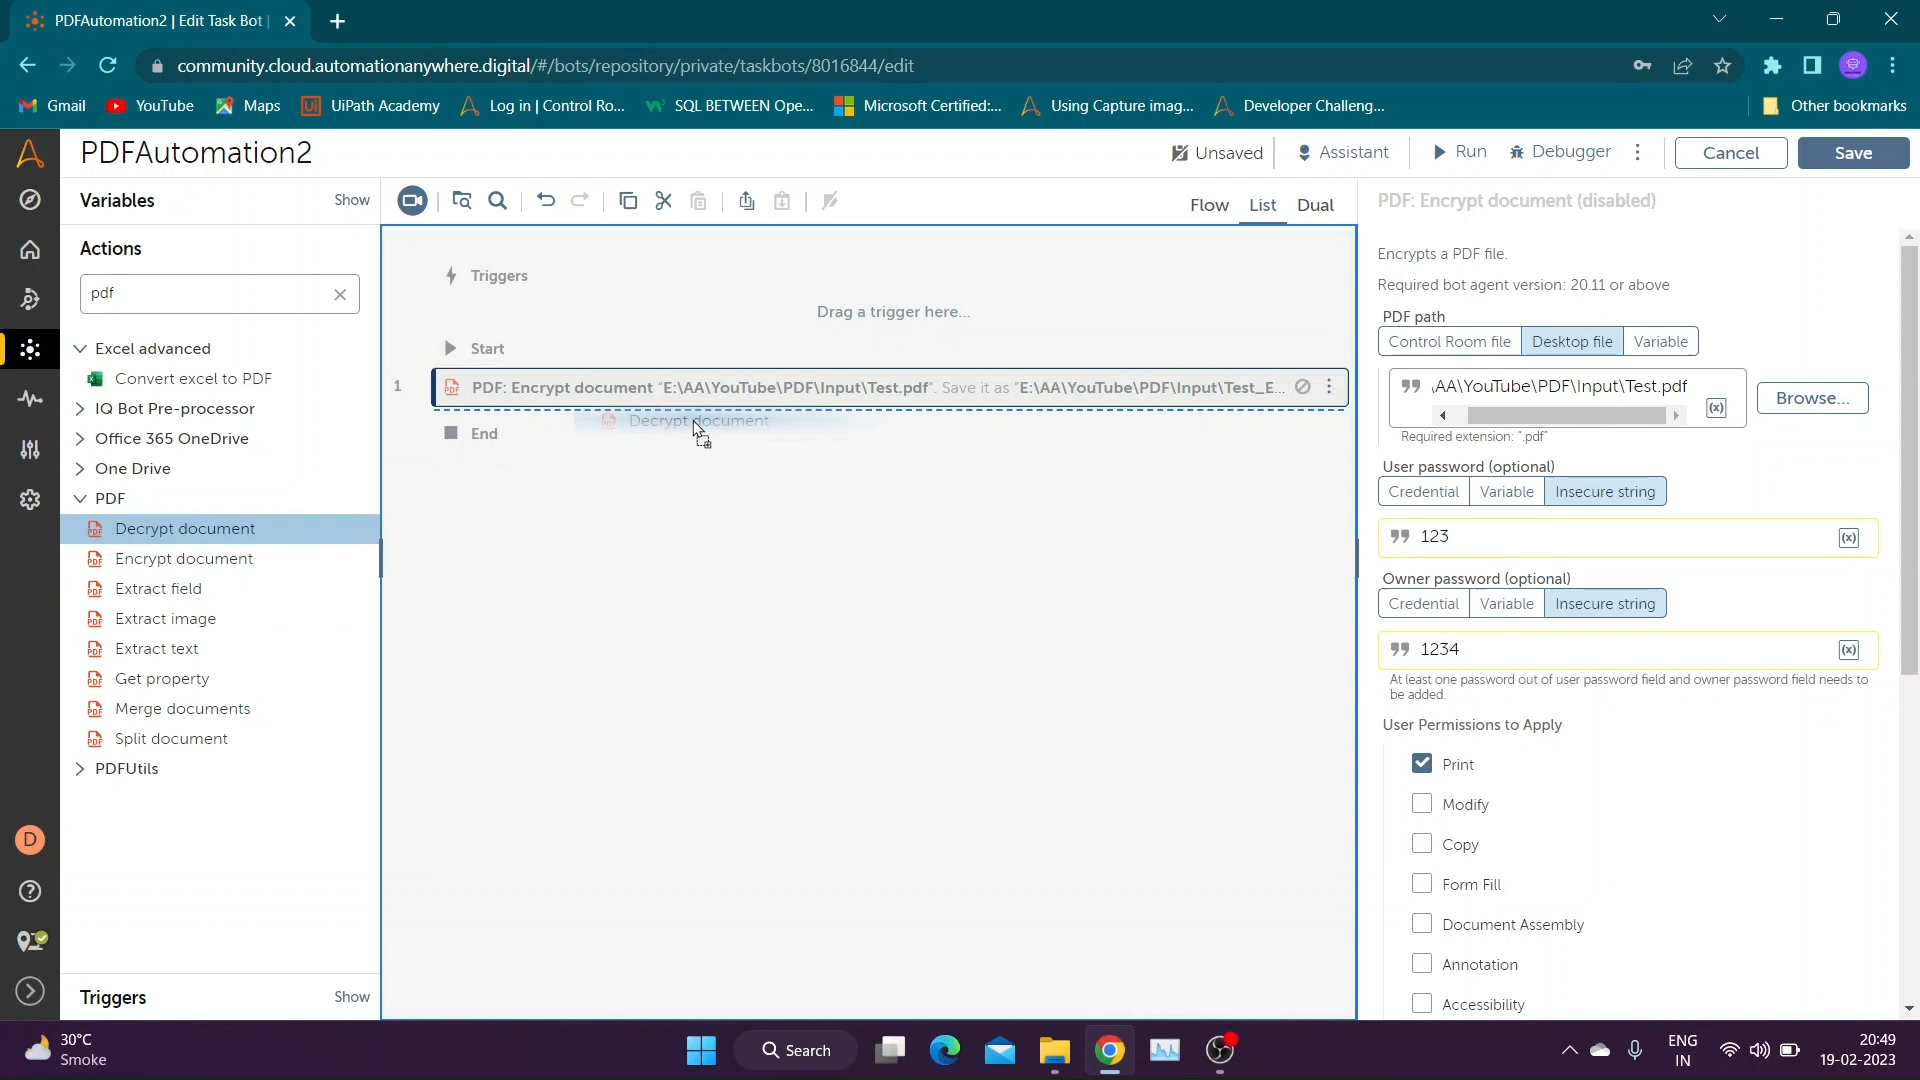 PDFAutomation2 | Edit Task Bot |
community.cloud.automationanywhere.digital/#/bots/repository/private/taskbots/8016844/edit
Gmail
YouTube
Maps
UiPath Academy
Log in | Control Ro...
SQL BETWEEN Ope...
Microsoft Certified:...
Using Capture imag...
Developer Challeng...
Other bookmarks
PDFAutomation2
Unsaved
Assistant
Run
Debugger
Cancel
Save
Variables
Show
Actions
pdf
Excel advanced
Convert excel to PDF
IQ Bot Pre-processor
Office 365 OneDrive
One Drive
PDF
Decrypt document
Encrypt document
Extract field
Extract image
Extract text
Get property
Merge documents
Split document
PDFUtils
Triggers
Show
Flow
List
Dual
Triggers
Drag a trigger here...
Start
1
PDF: Encrypt document "E:\AA\YouTube\PDF\Input\Test.pdf". Save it as "E:\AA\YouTube\PDF\Input\Test_E...
Decrypt document
End
PDF: Encrypt document (disabled)
Encrypts a PDF file.
Required bot agent version: 20.11 or above
PDF path
Control Room file
Desktop file
Variable
\AA\YouTube\PDF\Input\Test.pdf
(x)
Browse...
Required extension: ".pdf"
User password (optional)
Credential
Variable
Insecure string
123
(x)
Owner password (optional)
Credential
Variable
Insecure string
1234
(x)
At least one password out of user password field and owner password field needs to
be added.
User Permissions to Apply
Print
Modify
Copy
Form Fill
Document Assembly
Annotation
Accessibility
D
30°C
Smoke
Search
ENG
IN
20:49
19-02-2023